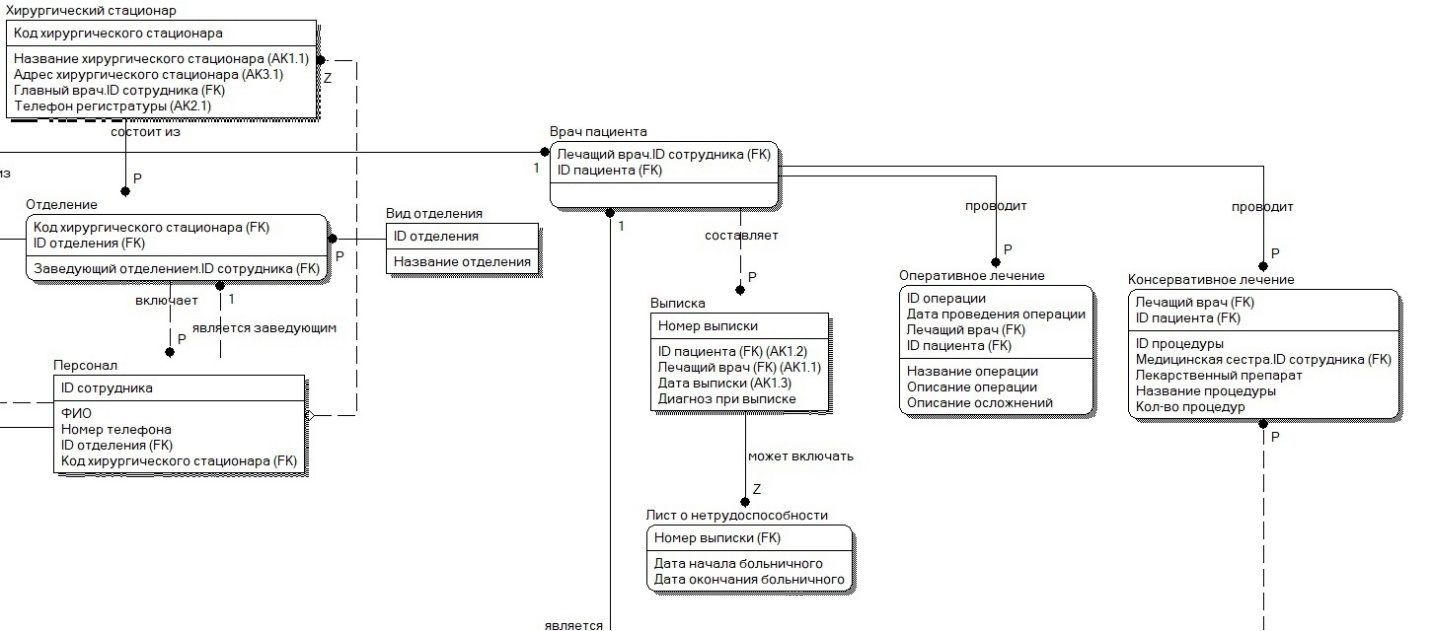 Хирургический стационар
Код хирургического стационара
Название хирургического стационара (AK1.1)
Адрес хирургического стационара (AK3.1)
Главный врач.ID сотрудника (FK)
Телефон регистратуры (AK2.1)
Z
состоит из
P
из
Отделение
Код хирургического стационара (FK)
ID отделения (FK)
Заведующий отделением.ID сотрудника (FK)
P
Вид отделения
ID отделения
Название отделения
включает
1
является заведующим
P
Персонал
ID сотрудника
ФИО
Номер телефона
ID отделения (FK)
Код хирургического стационара (FK)
Врач пациента
1
Лечащий врач.ID сотрудника (FK)
ID пациента (FK)
1
составляет
P
Выписка
Номер выписки
ID пациента (FK) (AK1.2)
Лечащий врач (FK) (AK1.1)
Дата выписки (AK1.3)
Диагноз при выписке
может включать
Z
Лист о нетрудоспособности
Номер выписки (FK)
Дата начала больничного
Дата окончания больничного
является
проводит
P
Оперативное лечение
ID операции
Дата проведения операции
Лечащий врач (FK)
ID пациента (FK)
Название операции
Описание операции
Описание осложнений
проводит
P
Консервативное лечение
Лечащий врач (FK)
ID пациента (FK)
ID процедуры
Медицинская сестра.ID сотрудника (FK)
Лекарственный препарат
Название процедуры
Кол-во процедур
P